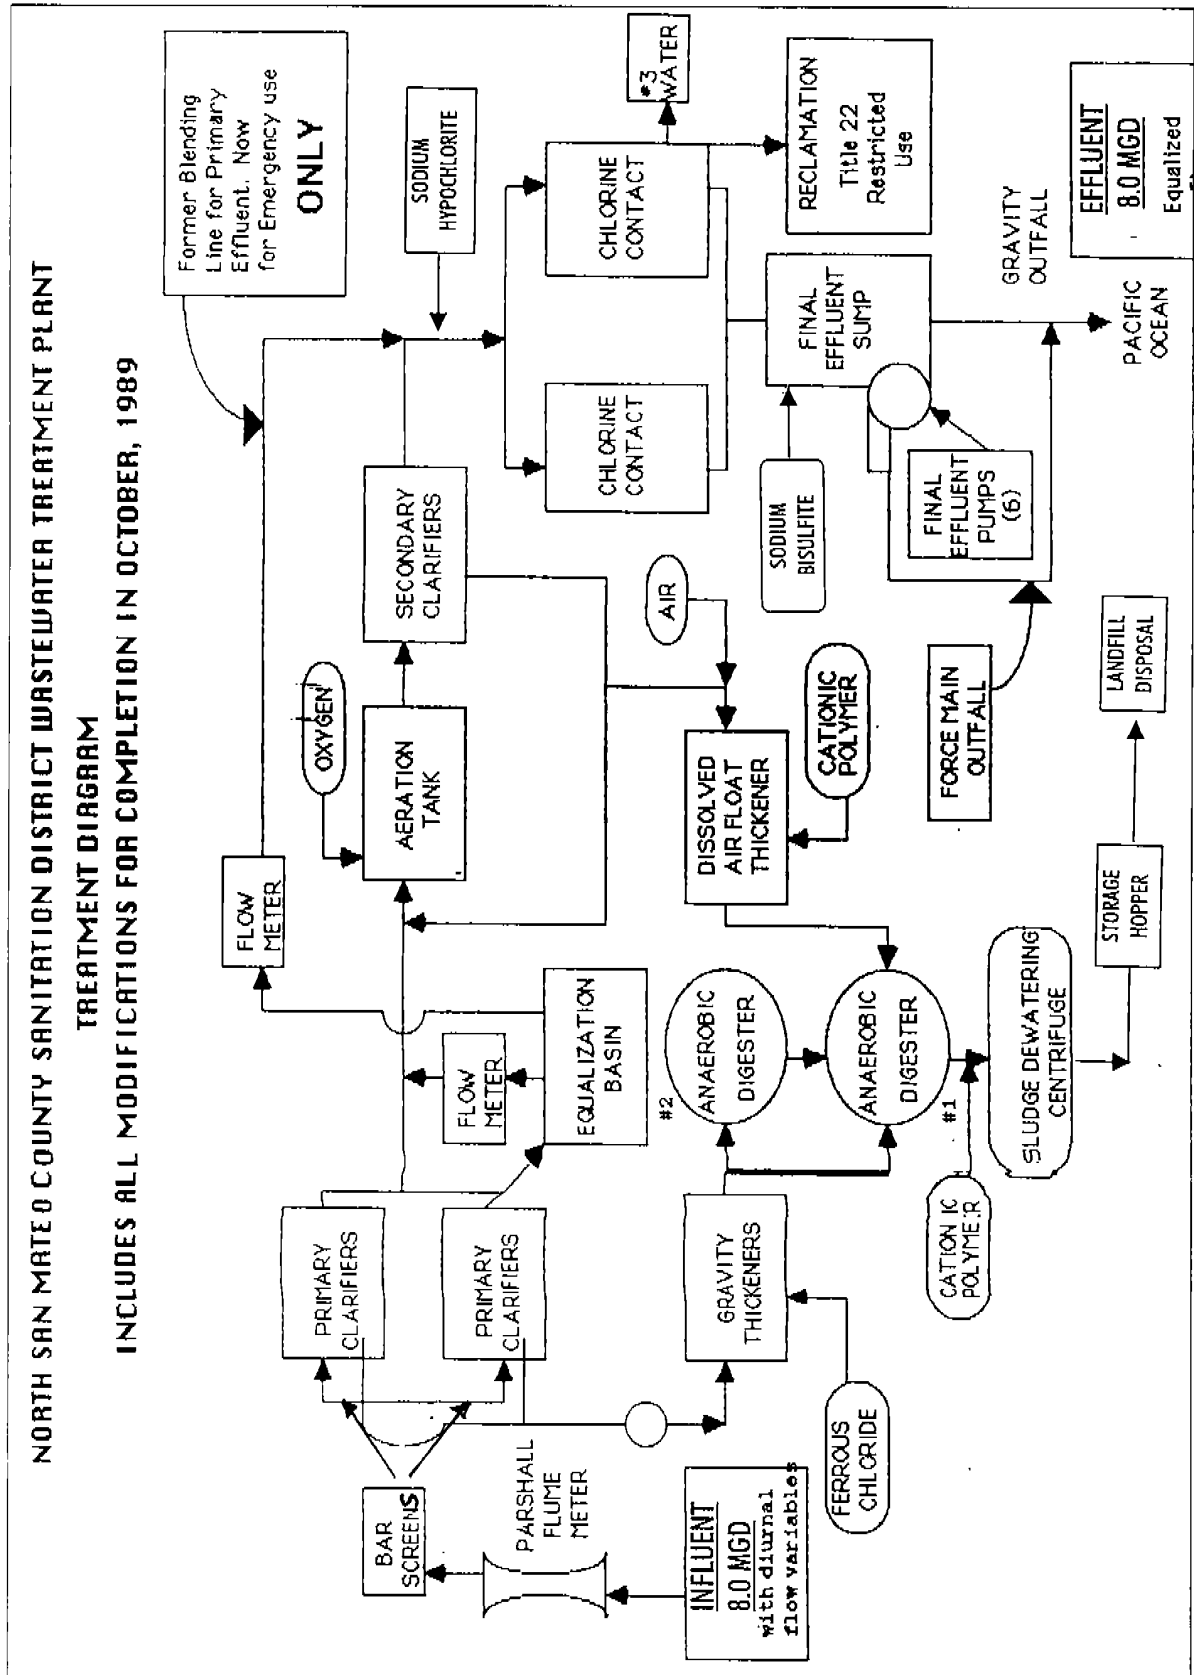 NORTH SAN MATEO COUNTY SANITATION DISTRICT WASTEWATER TREATMENT PLANT
TREATMENT DIAGRAM
INCLUDES ALL MODIFICATIONS FOR COMPLETION IN OCTOBER, 1989
Former Blending
Line for Primary
Effluent. Now
for Emergency use
ONLY
FLOW
METER
OXYGEN
SODIUM
HYPOCHLORITE
PRIMARY
CLARIFIERS
AERATION
TANK
SECONDARY
CLARIFIERS
BAR
SCREENS
FLOW
METER
PRIMARY
CLARIFIERS
EQUALIZATION
BASIN
CHLORINE
CONTACT
CHLORINE
CONTACT
#3
WATER
PARSHALL
FLUME
METER
AIR
INFLUENT
8.0 MGD
with diurnal
flow variables
GRAVITY
THICKENERS
#2
ANAEROBIC
DIGESTER
DISSOLVED
AIR FLOAT
THICKENER
CATIONIC
POLYMER
SODIUM
BISULFITE
FINAL
EFFLUENT
SUMP
RECLAMATION
Title 22
Restricted
Use
FERROUS
CHLORIDE
ANAEROBIC
DIGESTER
#1
FINAL
EFFLUENT
PUMPS
(6)
CATIONIC
POLYMER
SLUDGE DEWATERING
CENTRIFUGE
FORCE MAIN
OUTFALL
GRAVITY
OUTFALL
STORAGE
HOPPER
LANDFILL
DISPOSAL
PACIFIC
OCEAN
EFFLUENT
8.0 MGD
Equalized